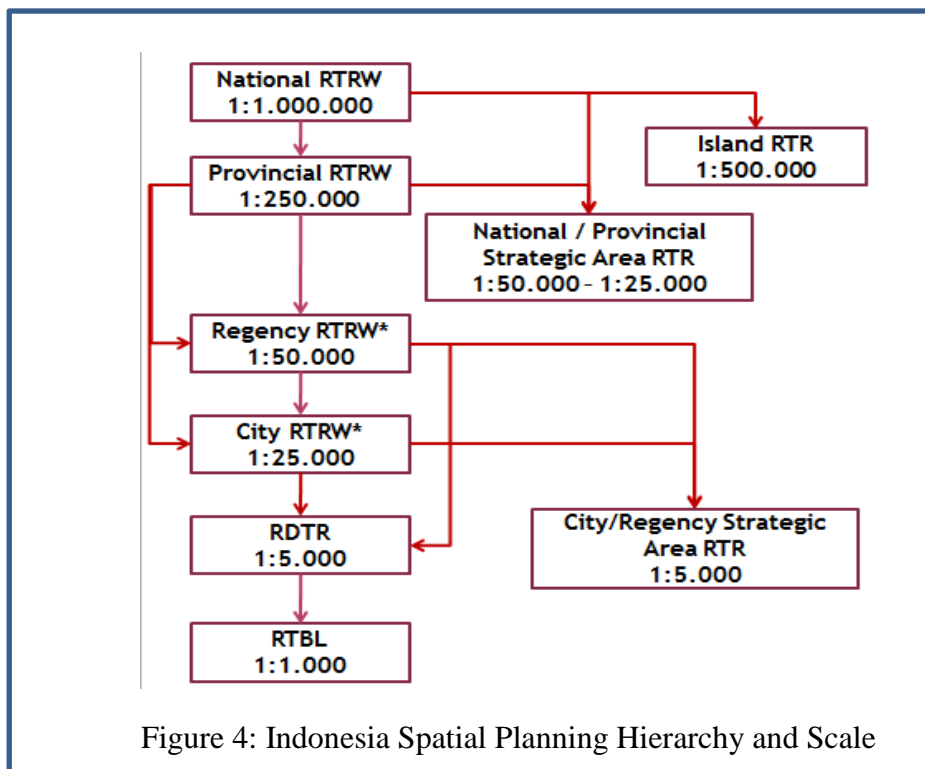 National RTRW
1:1.000.000
Island RTR
1:500.000
Provincial RTRW
1:250.000
National / Provincial
Strategic Area RTR
1:50.000 - 1:25.000
Regency RTRW*
1:50.000
City RTRW*
1:25.000
RDTR
1:5.000
City/Regency Strategic
Area RTR
1:5.000
RTBL
1:1.000
Figure 4: Indonesia Spatial Planning Hierarchy and Scale